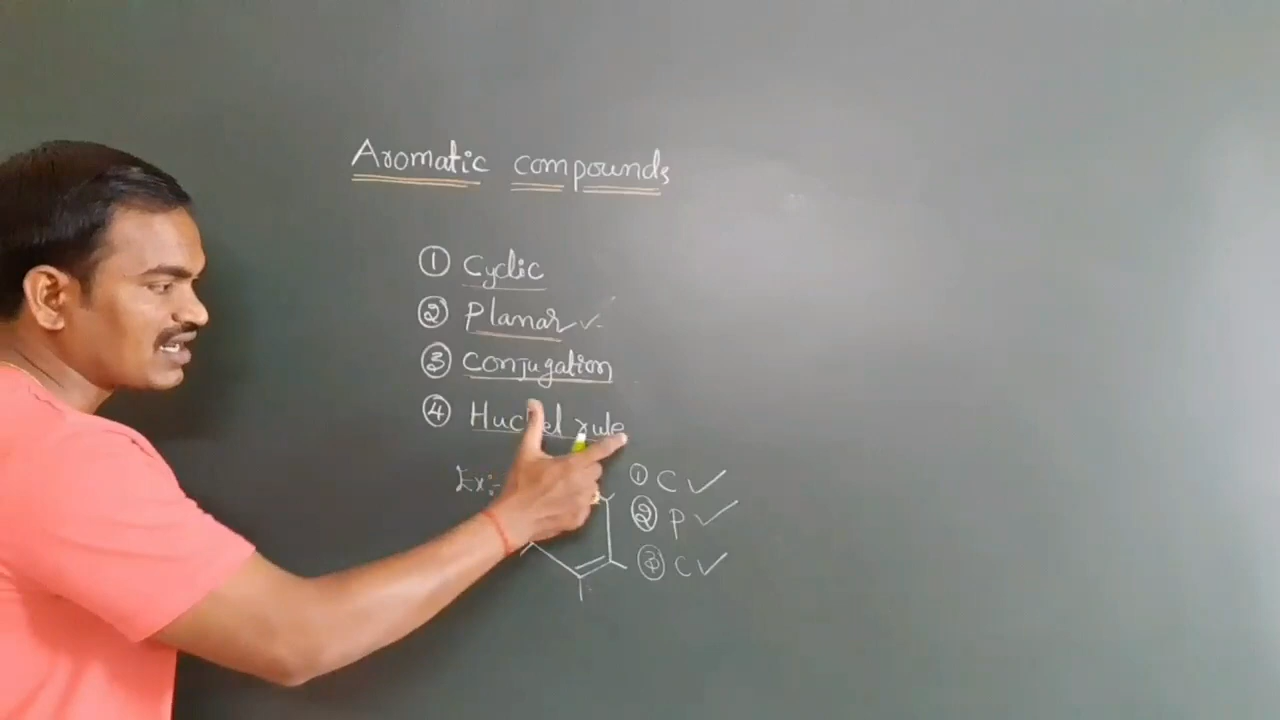 Aromatic compounds
① Cyclic
② Planar ✓
③ Conjugation
④ Huckel rule
Ex:-
① C ✓
② P ✓
③ C ✓